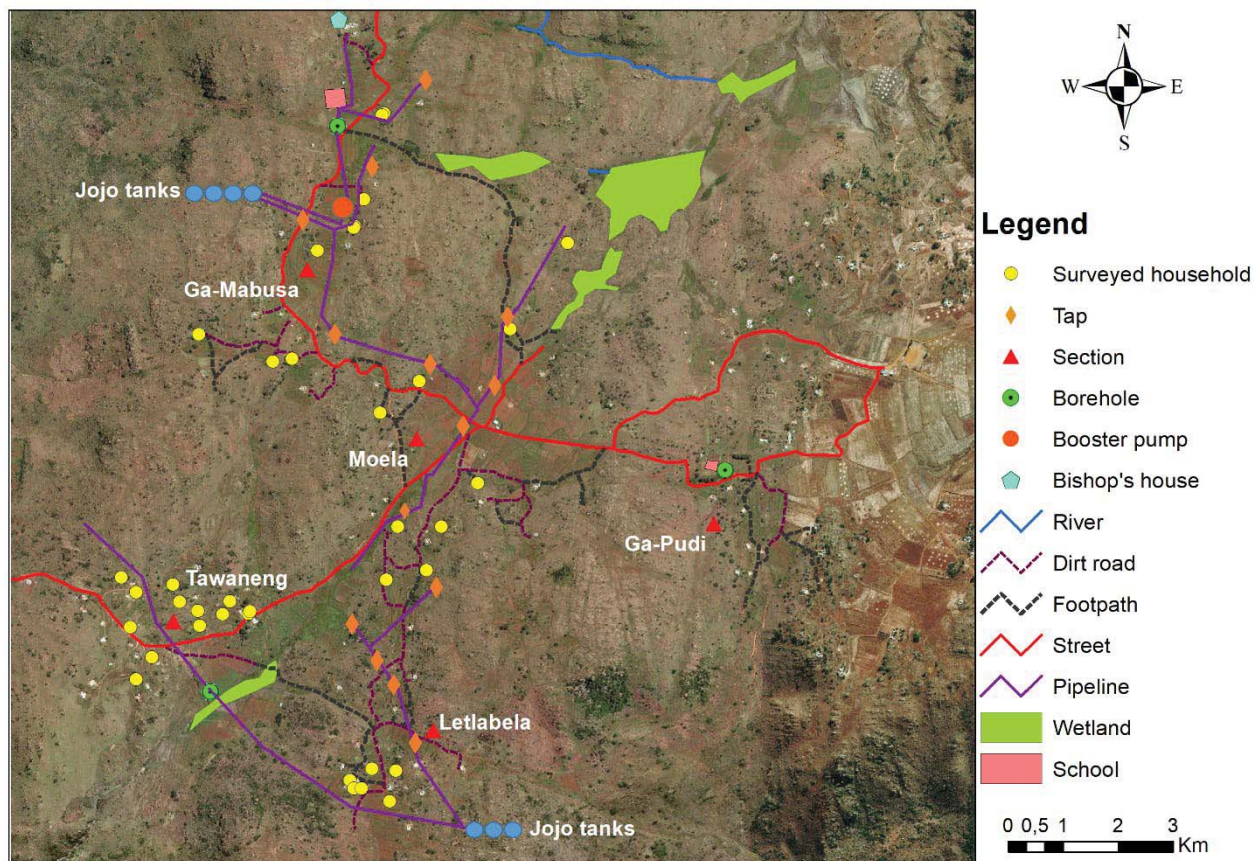 N
W E
S
Jojo tanks
Ga-Mabusa
Moela
Ga-Pudi
Tawaneng
Letlabela
Jojo tanks
Legend
Surveyed household
Tap
Section
Borehole
Booster pump
Bishop's house
River
Dirt road
Footpath
Street
Pipeline
Wetland
School
0 0,5 1 2 3
Km